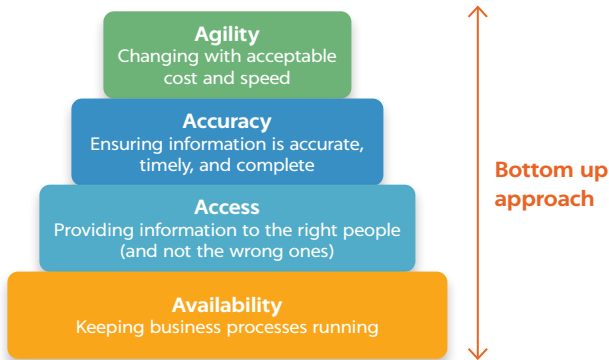 Agility
Changing with acceptable
cost and speed
Accuracy
Ensuring information is accurate,
timely, and complete
Access
Providing information to the right people
(and not the wrong ones)
Availability
Keeping business processes running
Bottom up
approach